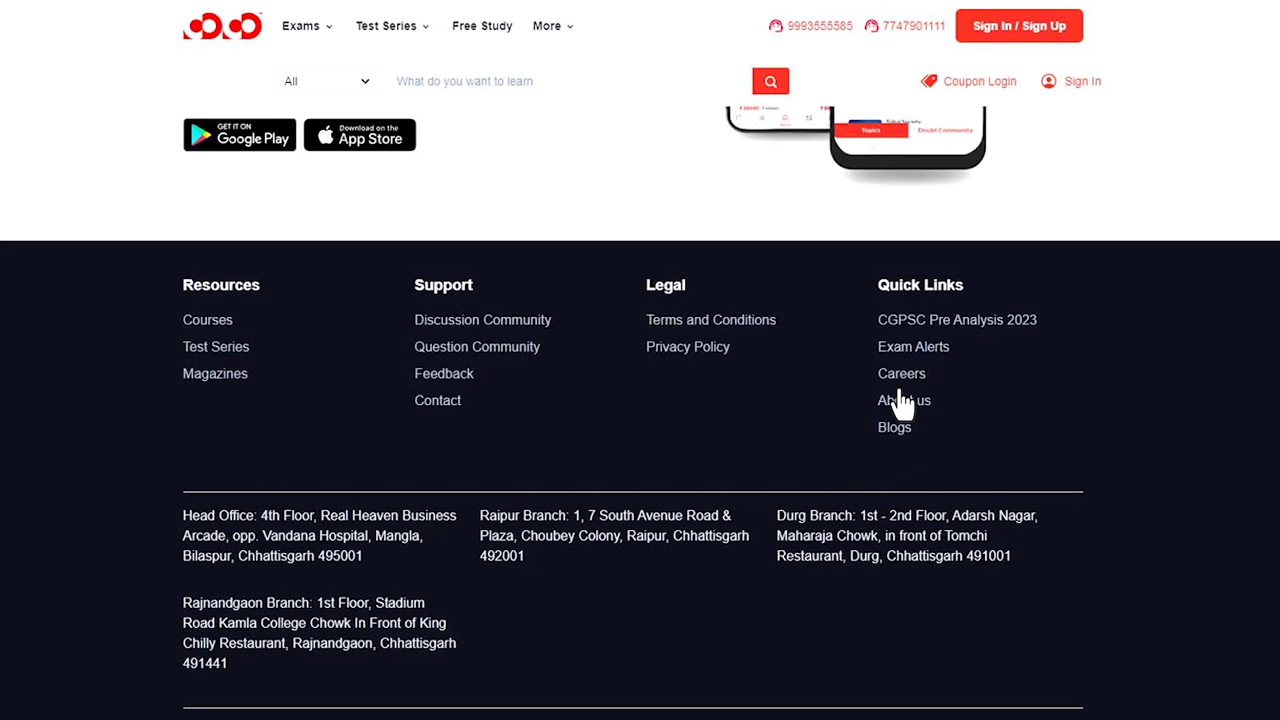 Exams
Test Series
Free Study
More
9993555585
7747901111
Sign In / Sign Up
All
What do you want to learn
Coupon Login
Sign In
GET IT ON
Google Play
Download on the
App Store
Topics
Doubt Community
Resources
Support
Legal
Quick Links
Courses
Discussion Community
Terms and Conditions
CGPSC Pre Analysis 2023
Test Series
Question Community
Privacy Policy
Exam Alerts
Magazines
Feedback
Careers
Contact
About us
Blogs
Head Office: 4th Floor, Real Heaven Business
Arcade, opp. Vandana Hospital, Mangla,
Bilaspur, Chhattisgarh 495001
Raipur Branch: 1, 7 South Avenue Road &
Plaza, Choubey Colony, Raipur, Chhattisgarh
492001
Durg Branch: 1st - 2nd Floor, Adarsh Nagar,
Maharaja Chowk, in front of Tomchi
Restaurant, Durg, Chhattisgarh 491001
Rajnandgaon Branch: 1st Floor, Stadium
Road Kamla College Chowk In Front of King
Chilly Restaurant, Rajnandgaon, Chhattisgarh
491441